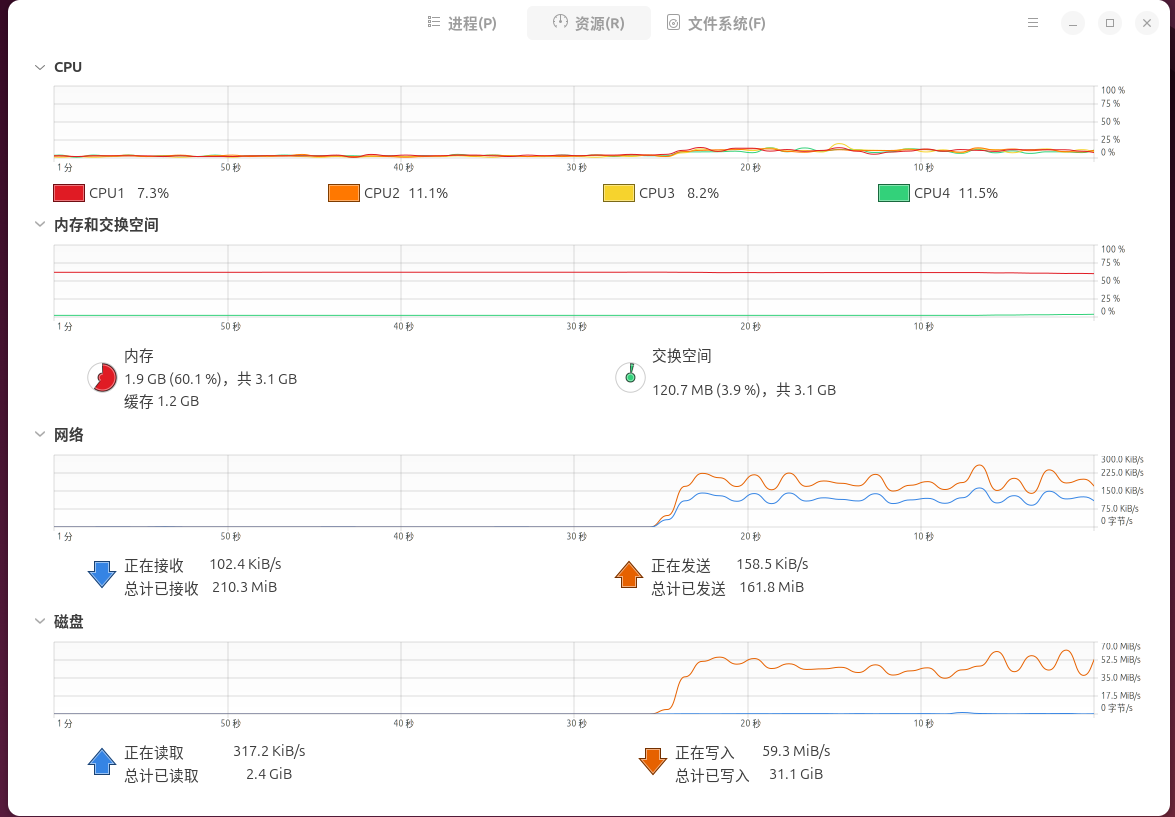 进程(P) 资源(R) 文件系统(F)
CPU
100 %
75 %
50 %
25 %
0 %
1 分 50 秒 40 秒 30 秒 20 秒 10 秒
CPU1 7.3% CPU2 11.1% CPU3 8.2% CPU4 11.5%
内存和交换空间
100 %
75 %
50 %
25 %
0 %
1 分 50 秒 40 秒 30 秒 20 秒 10 秒
内存
1.9 GB (60.1 %)，共 3.1 GB
缓存 1.2 GB
交换空间
120.7 MB (3.9 %)，共 3.1 GB
网络
300.0 KiB/s
225.0 KiB/s
150.0 KiB/s
75.0 KiB/s
0 字节/s
1 分 50 秒 40 秒 30 秒 20 秒 10 秒
正在接收 102.4 KiB/s
总计已接收 210.3 MiB
正在发送 158.5 KiB/s
总计已发送 161.8 MiB
磁盘
70.0 MiB/s
52.5 MiB/s
35.0 MiB/s
17.5 MiB/s
0 字节/s
1 分 50 秒 40 秒 30 秒 20 秒 10 秒
正在读取 317.2 KiB/s
总计已读取 2.4 GiB
正在写入 59.3 MiB/s
总计已写入 31.1 GiB